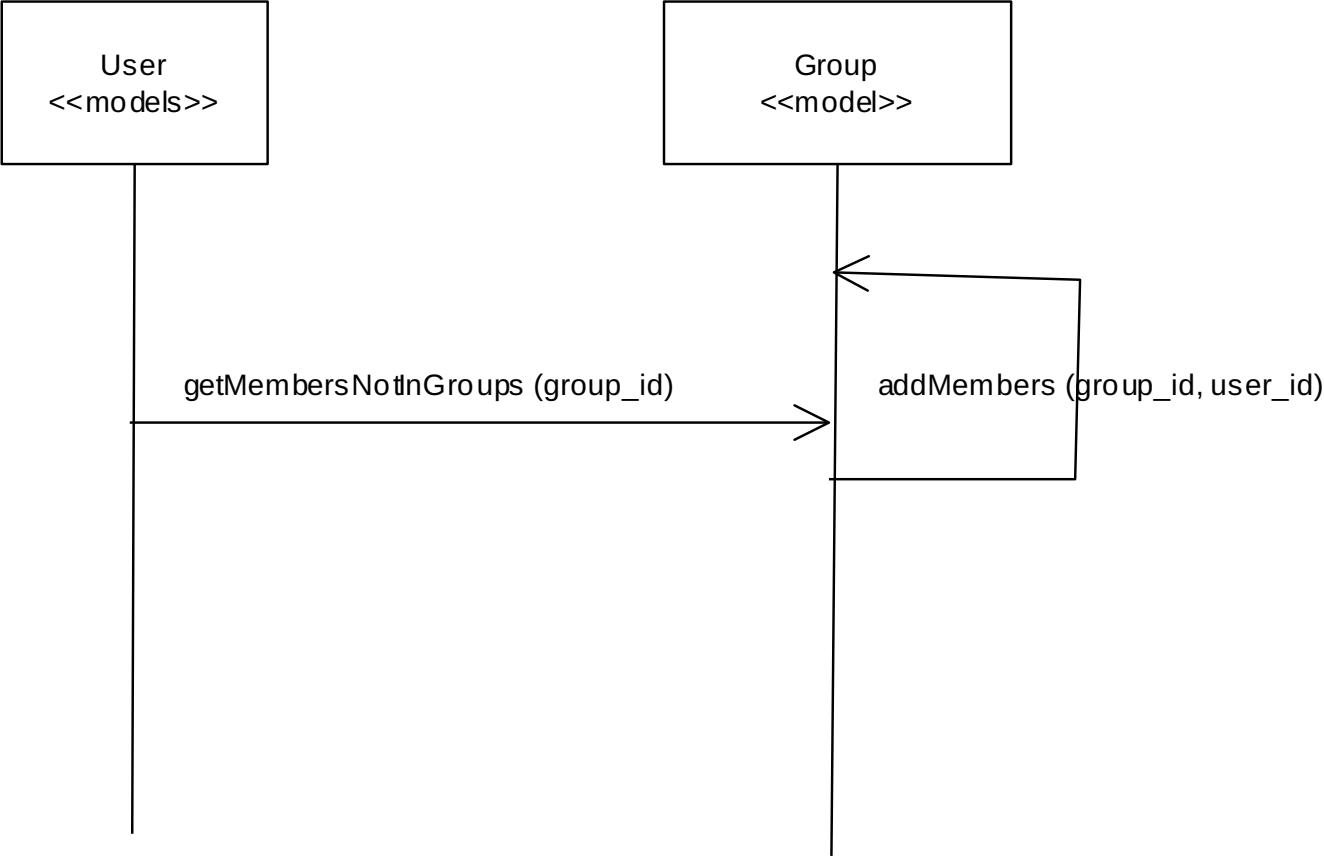 User
<<models>>
Group
<<model>>
getMembersNotInGroups (group_id)
addMembers (group_id, user_id)